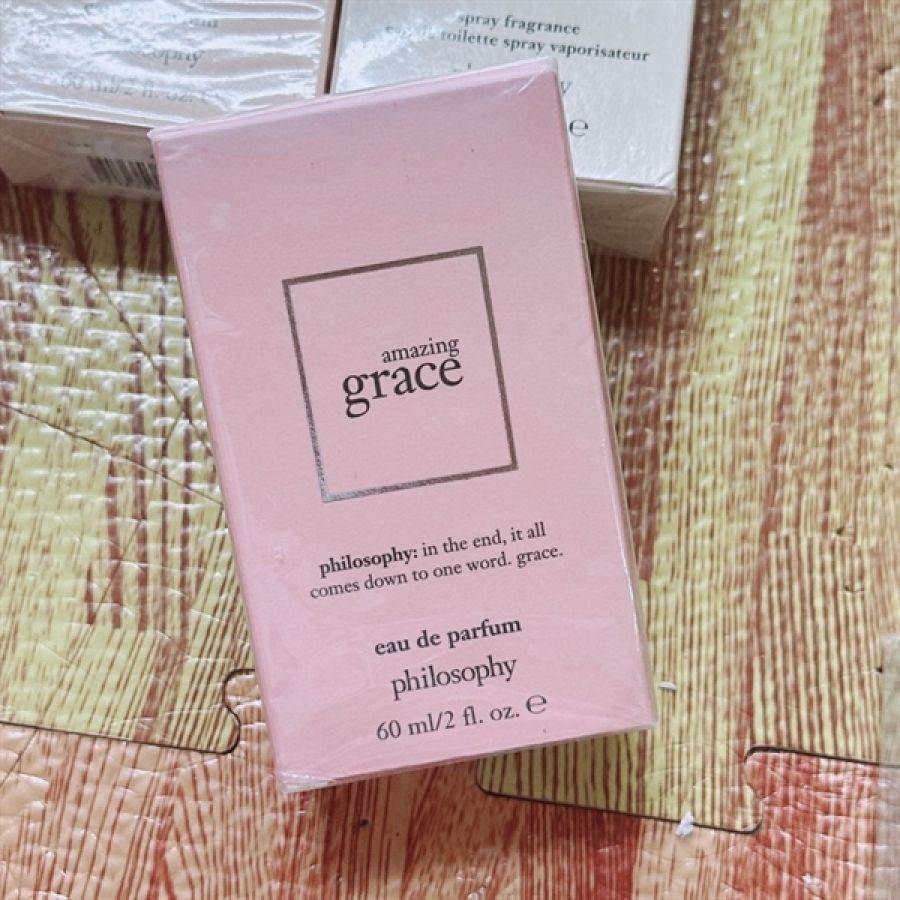 60 ml/2 fl. oz. e
spray fragrance
toilette spray vaporisateur
e
amazing
grace
philosophy: in the end, it all
comes down to one word. grace.
eau de parfum
philosophy
60 ml/2 fl. oz. e